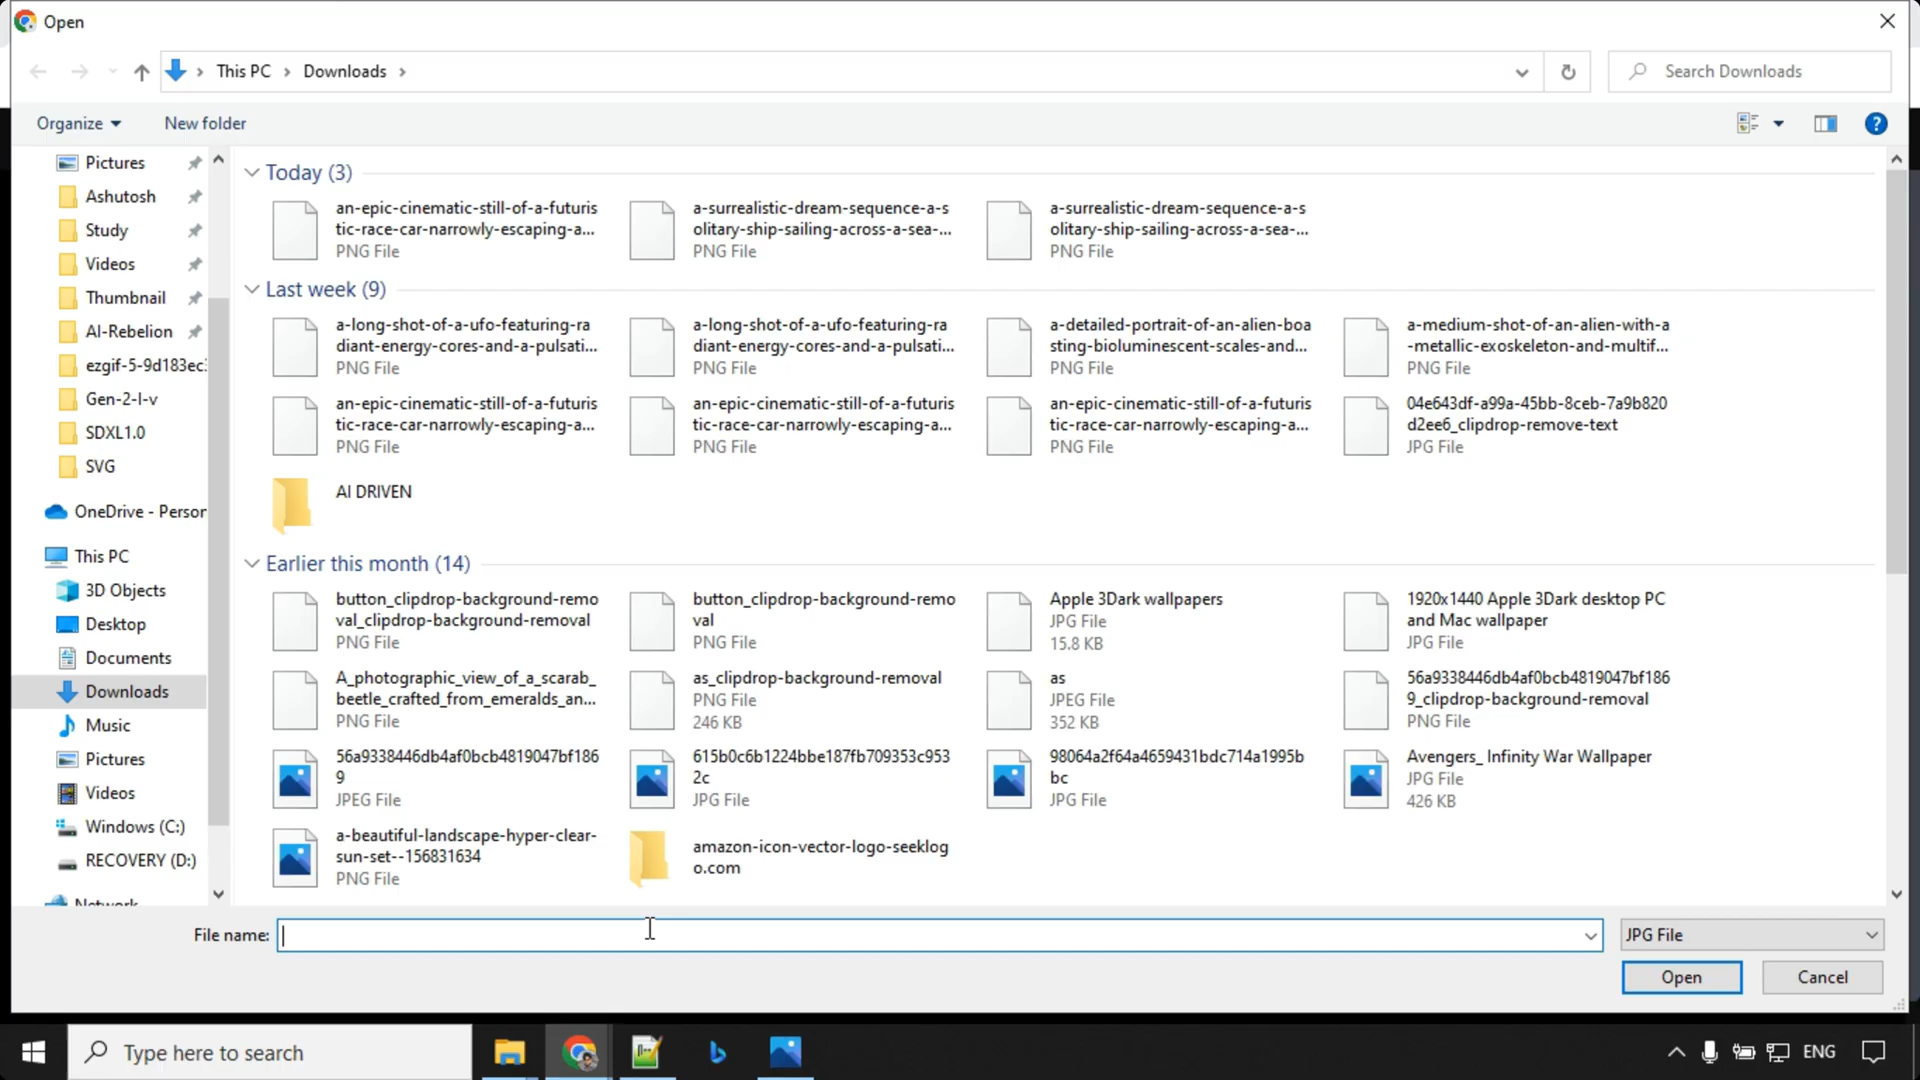 Open
This PC
Downloads
Search Downloads
Organize
New folder
Pictures
Ashutosh
Study
Videos
Thumbnail
AI-Rebelion
ezgif-5-9d183ec
Gen-2-I-v
SDXL1.0
SVG
OneDrive - Person
This PC
3D Objects
Desktop
Documents
Downloads
Music
Pictures
Videos
Windows (C:)
RECOVERY (D:)
Network
Today (3)
an-epic-cinematic-still-of-a-futuris
tic-race-car-narrowly-escaping-a...
PNG File
a-surrealistic-dream-sequence-a-s
olitary-ship-sailing-across-a-sea-...
PNG File
a-surrealistic-dream-sequence-a-s
olitary-ship-sailing-across-a-sea-...
PNG File
Last week (9)
a-long-shot-of-a-ufo-featuring-ra
diant-energy-cores-and-a-pulsati...
PNG File
a-long-shot-of-a-ufo-featuring-ra
diant-energy-cores-and-a-pulsati...
PNG File
a-detailed-portrait-of-an-alien-boa
sting-bioluminescent-scales-and...
PNG File
a-medium-shot-of-an-alien-with-a
-metallic-exoskeleton-and-multif...
PNG File
an-epic-cinematic-still-of-a-futuris
tic-race-car-narrowly-escaping-a...
PNG File
an-epic-cinematic-still-of-a-futuris
tic-race-car-narrowly-escaping-a...
PNG File
an-epic-cinematic-still-of-a-futuris
tic-race-car-narrowly-escaping-a...
PNG File
04e643df-a99a-45bb-8ceb-7a9b820
d2ee6_clipdrop-remove-text
JPG File
AI DRIVEN
Earlier this month (14)
button_clipdrop-background-remo
val_clipdrop-background-removal
PNG File
button_clipdrop-background-remo
val
PNG File
Apple 3Dark wallpapers
JPG File
15.8 KB
1920x1440 Apple 3Dark desktop PC
and Mac wallpaper
JPG File
A_photographic_view_of_a_scarab_
beetle_crafted_from_emeralds_an...
PNG File
as_clipdrop-background-removal
PNG File
246 KB
as
JPEG File
352 KB
56a9338446db4af0bcb4819047bf186
9_clipdrop-background-removal
PNG File
56a9338446db4af0bcb4819047bf186
9
JPEG File
615b0c6b1224bbe187fb709353c953
2c
JPG File
98064a2f64a4659431bdc714a1995b
bc
JPG File
Avengers_ Infinity War Wallpaper
JPG File
426 KB
a-beautiful-landscape-hyper-clear-
sun-set--156831634
PNG File
amazon-icon-vector-logo-seeklog
o.com
File name:
JPG File
Open
Cancel
Type here to search
ENG